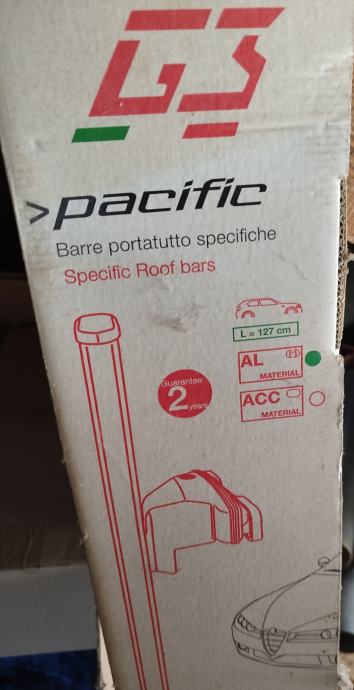 G3
>pacific
Barre portatutto specifiche
Specific Roof bars
L = 127 cm
AL
MATERIAL
Guarantee
2 years
ACC
MATERIAL